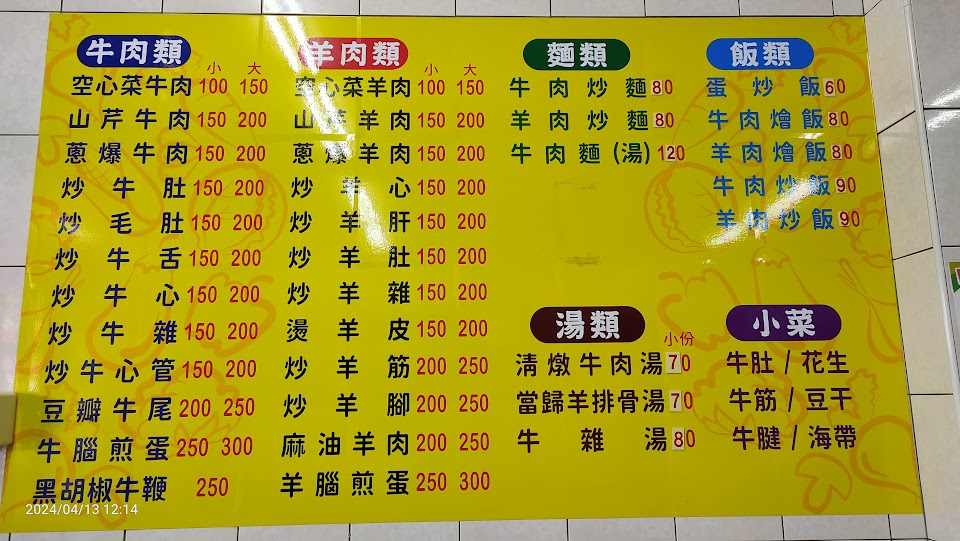 牛肉類
小 大
空心菜牛肉 100 150
山芹牛肉 150 200
蔥爆牛肉 150 200
炒牛肚 150 200
炒毛肚 150 200
炒牛舌 150 200
炒牛心 150 200
炒牛雜 150 200
炒牛心管 150 200
豆瓣牛尾 200 250
牛腦煎蛋 250 300
黑胡椒牛鞭 250
羊肉類
小 大
空心菜羊肉 100 150
山芹羊肉 150 200
蔥爆羊肉 150 200
炒羊心 150 200
炒羊肝 150 200
炒羊肚 150 200
炒羊雜 150 200
燙羊皮 150 200
炒羊筋 200 250
炒羊腳 200 250
麻油羊肉 200 250
羊腦煎蛋 250 300
麵類
牛肉炒麵 80
羊肉炒麵 80
牛肉麵(湯) 120
飯類
蛋炒飯 60
牛肉燴飯 80
羊肉燴飯 80
牛肉炒飯 90
羊肉炒飯 90
湯類
小份
清燉牛肉湯 70
當歸羊排骨湯 70
牛雜湯 80
小菜
牛肚/花生
牛筋/豆干
牛腱/海帶
2024/04/13 12:14